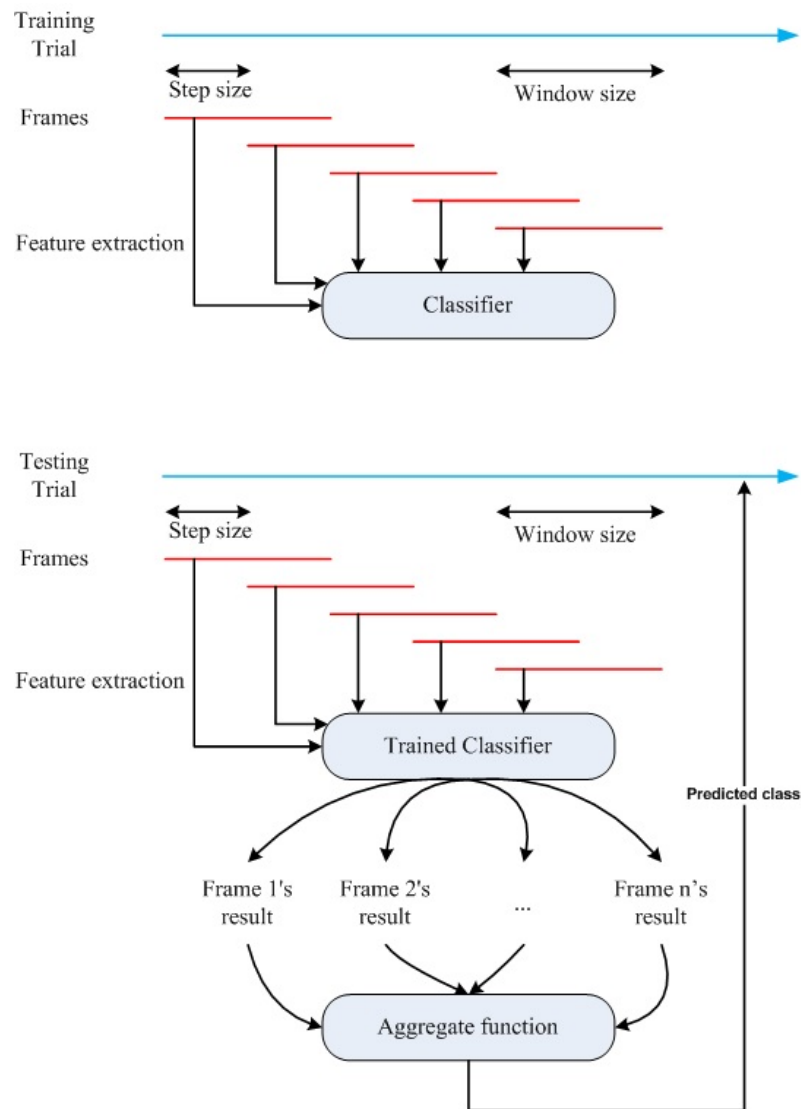 Training
Trial
Step size
Window size
Frames
Feature extraction
Classifier
Testing
Trial
Step size
Window size
Frames
Feature extraction
Trained Classifier
Predicted class
Frame 1's
result
Frame 2's
result
...
Frame n’s
result
Aggregate function